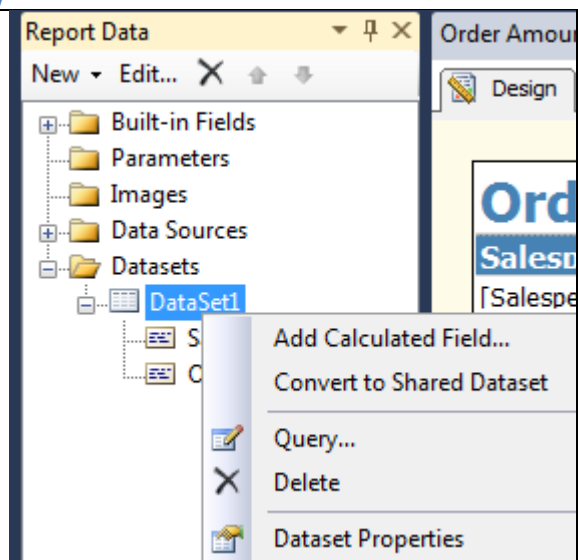 Report Data
New Edit...
Built-in Fields
Parameters
Images
Data Sources
Datasets
DataSet1
S
O
Add Calculated Field...
Convert to Shared Dataset
Query...
Delete
Dataset Properties
Order Amou
Design
Ord
Salesp
[Salespe